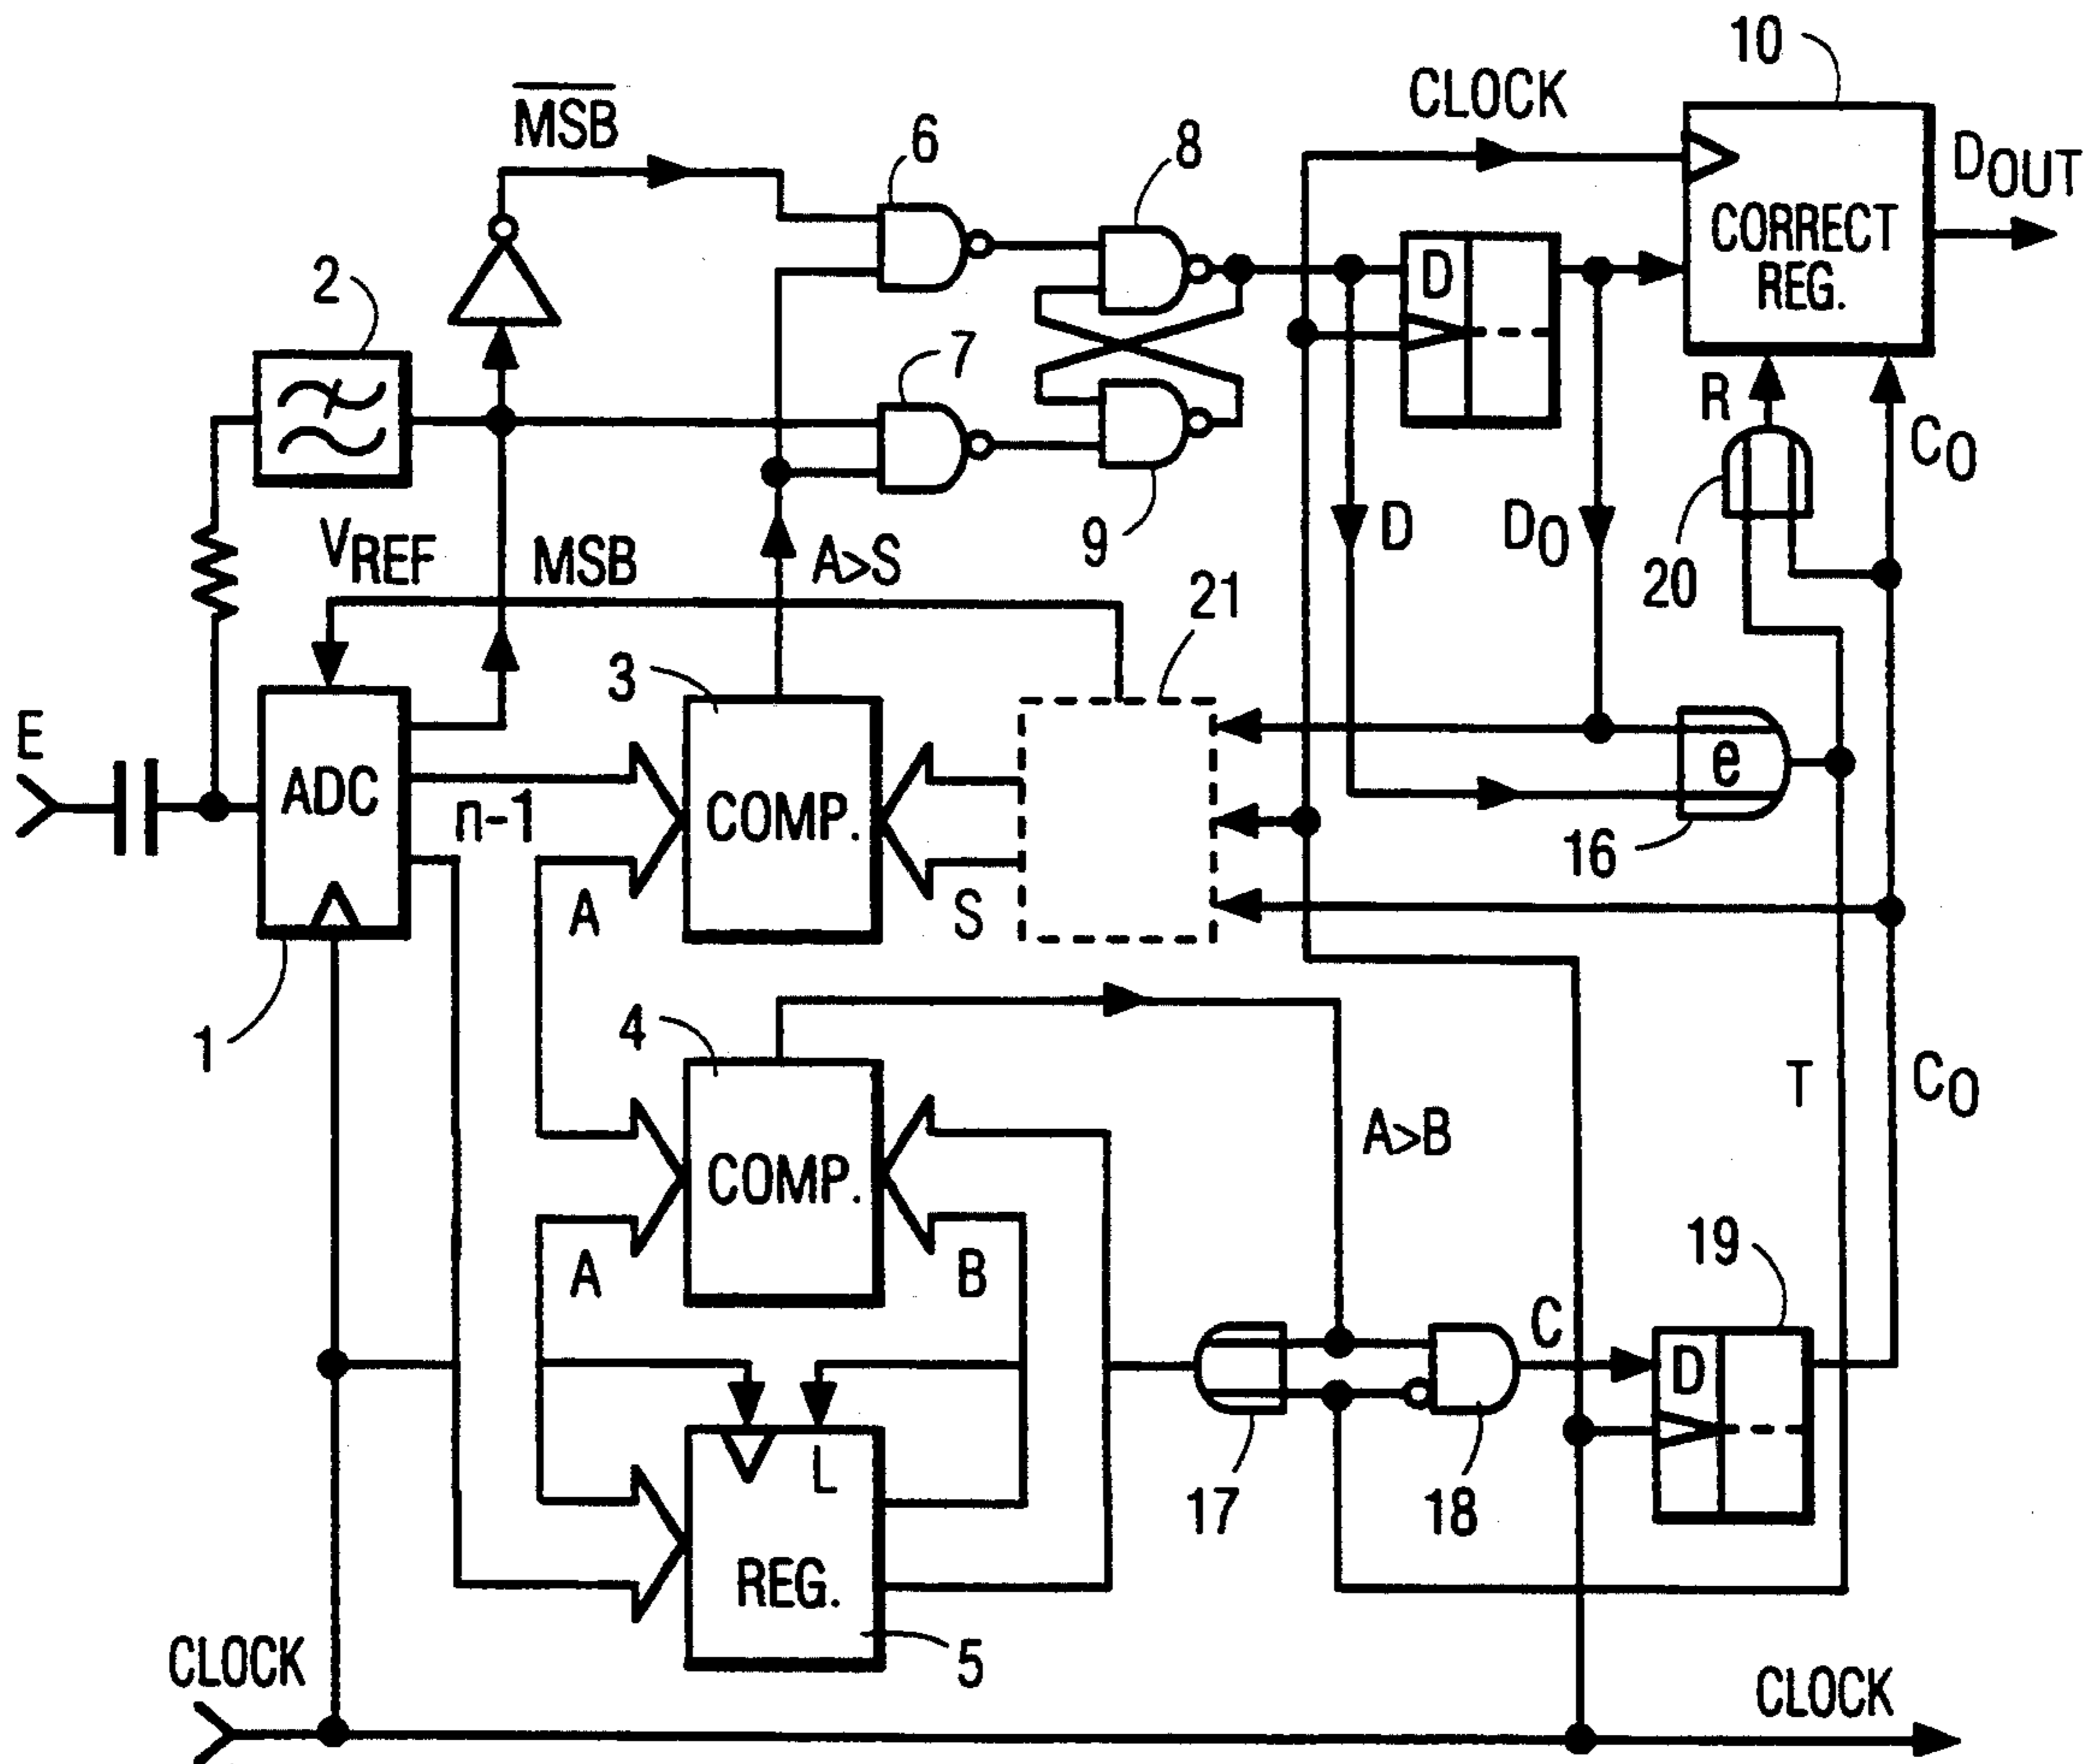 10
CLOCK
MSB
6
8
DOUT
CORRECT
REG.
D
2
7
R
CO
VREF
MSB
A>S
9
D
DO
20
21
3
E
ADC
n-1
COMP.
e
16
A
S
1
4
A>B
T
CO
COMP.
A
B
19
C
D
L
17
18
REG.
5
CLOCK
CLOCK